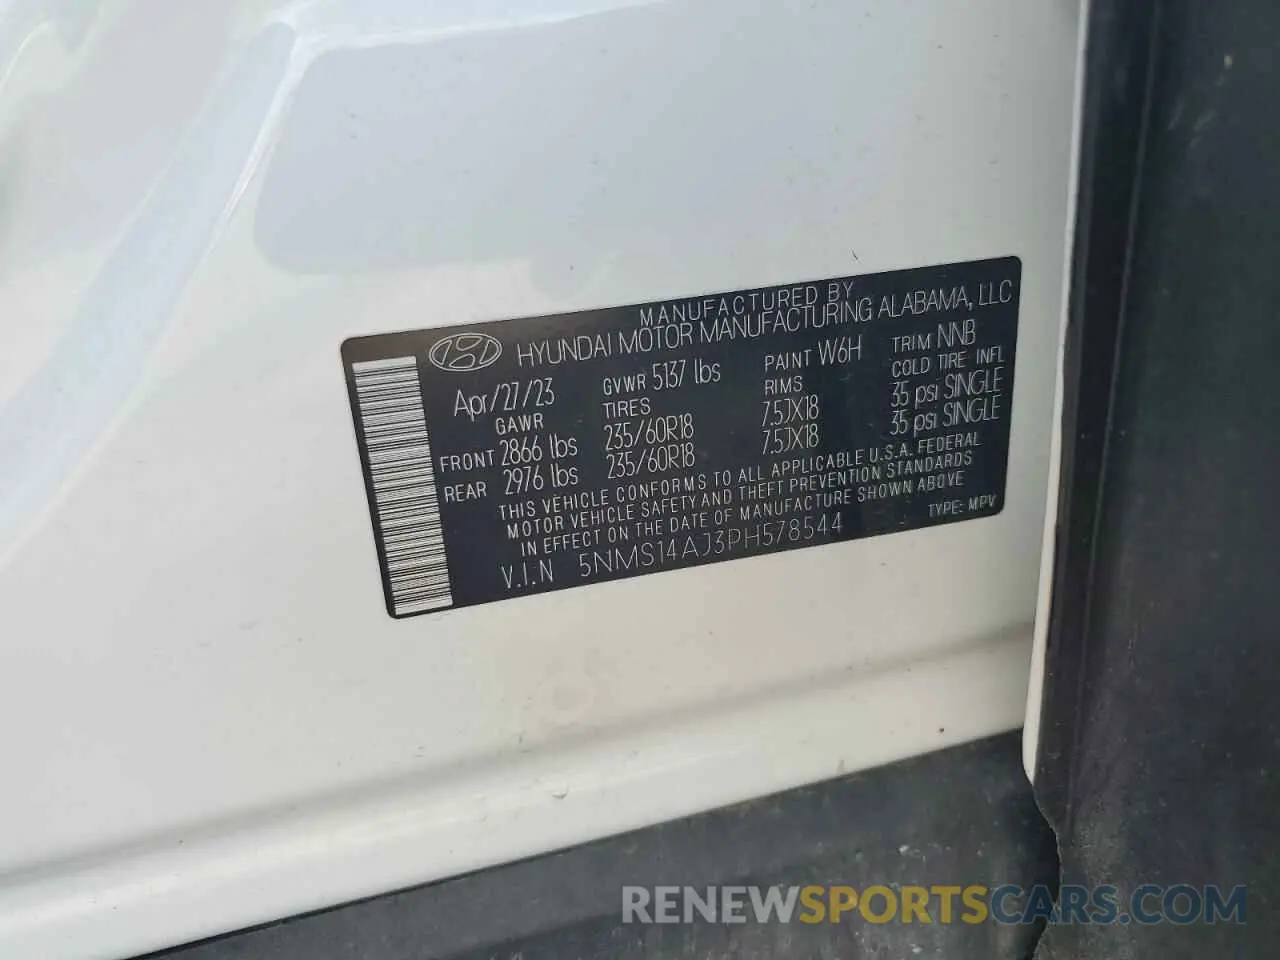 MANUFACTURED BY
HYUNDAI MOTOR MANUFACTURING ALABAMA, LLC
Apr/27/23 GVWR 5137 lbs PAINT W6H TRIM NNB
GAWR TIRES RIMS COLD TIRE INFL
FRONT 2866 lbs 235/60R18 7.5JX18 35 psi SINGLE
REAR 2976 lbs 235/60R18 7.5JX18 35 psi SINGLE
THIS VEHICLE CONFORMS TO ALL APPLICABLE U.S.A. FEDERAL
MOTOR VEHICLE SAFETY AND THEFT PREVENTION STANDARDS
IN EFFECT ON THE DATE OF MANUFACTURE SHOWN ABOVE
V.I.N 5NMS14AJ3PH578544 TYPE: MPV
RENEWSPORTSCARS.COM